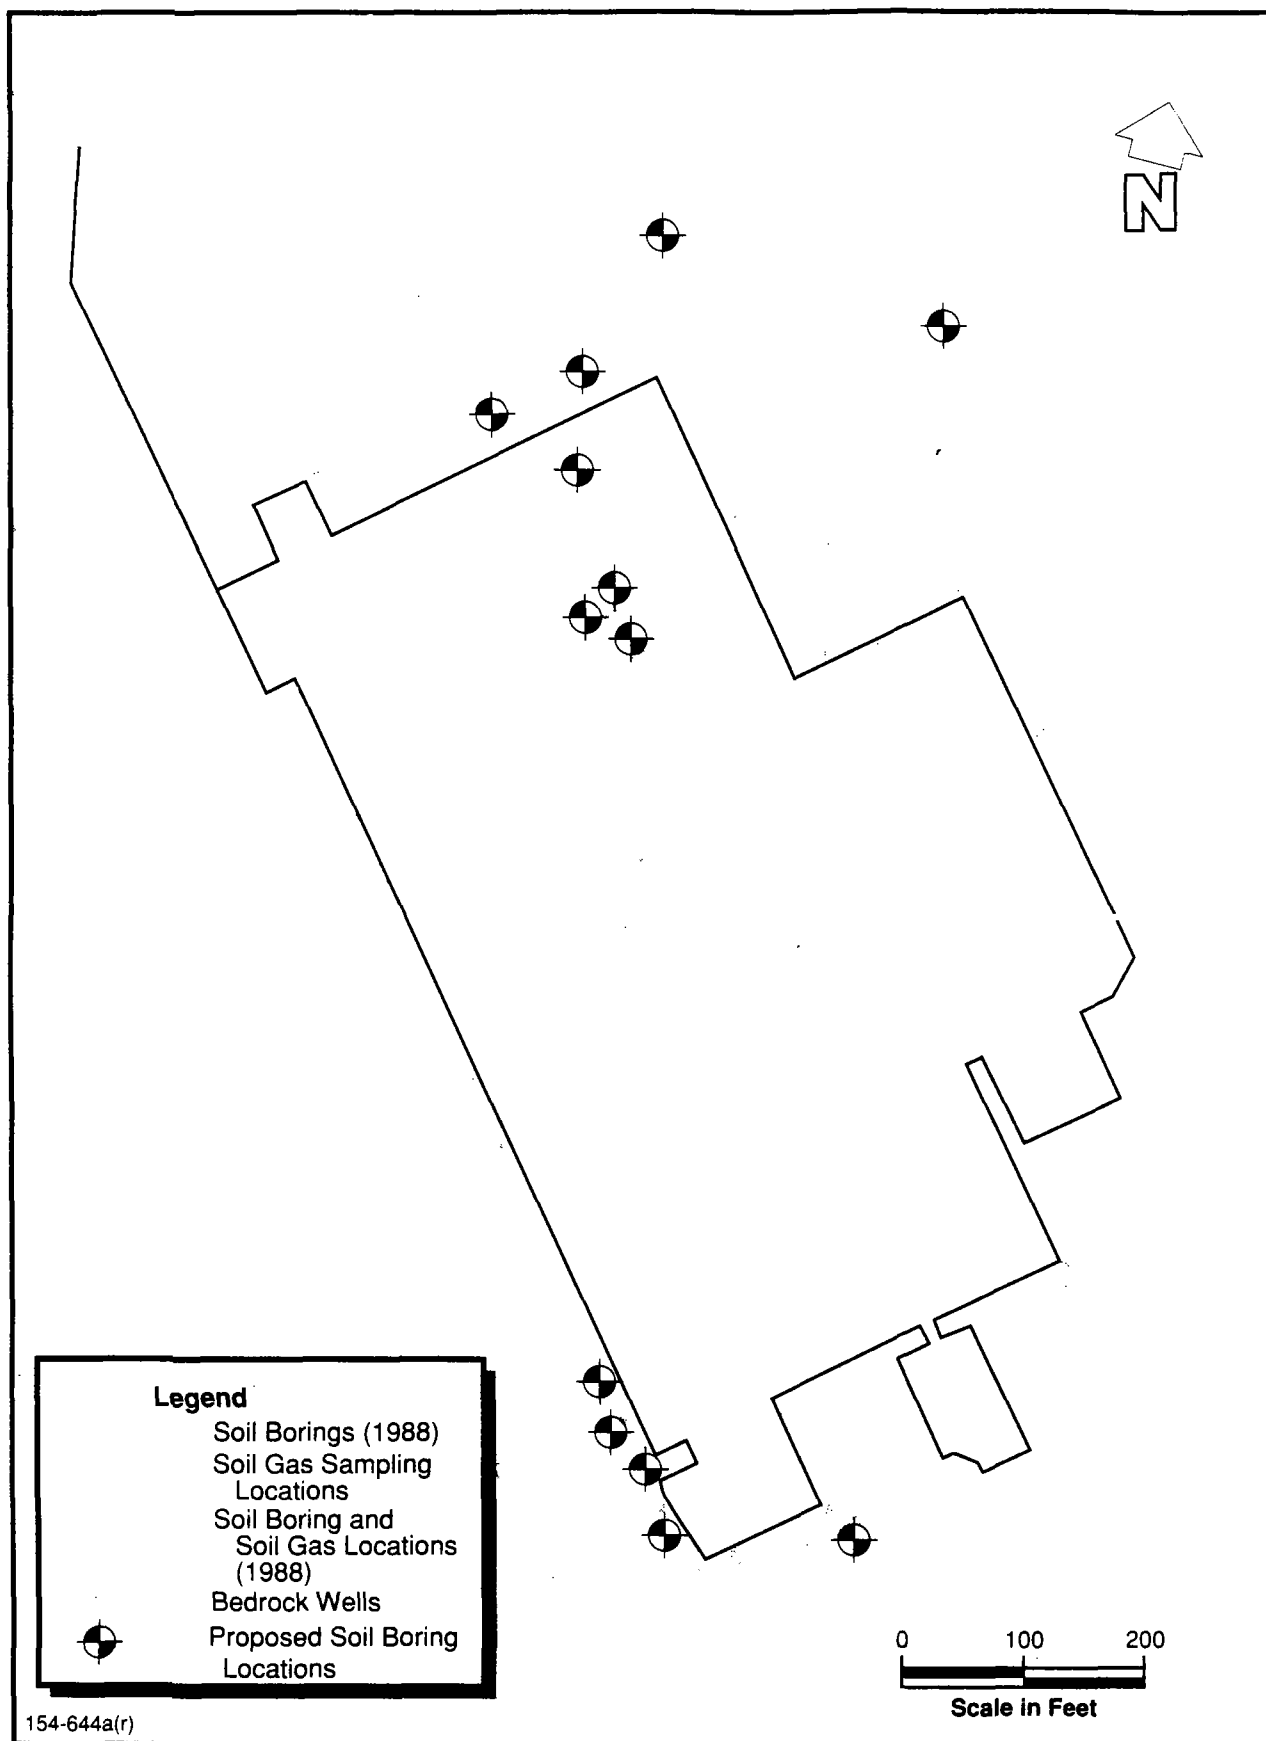 N
Legend
Soil Borings (1988)
Soil Gas Sampling
Locations
Soil Boring and
Soil Gas Locations
(1988)
Bedrock Wells
Proposed Soil Boring
Locations
0 100 200
Scale in Feet
154-644a(r)